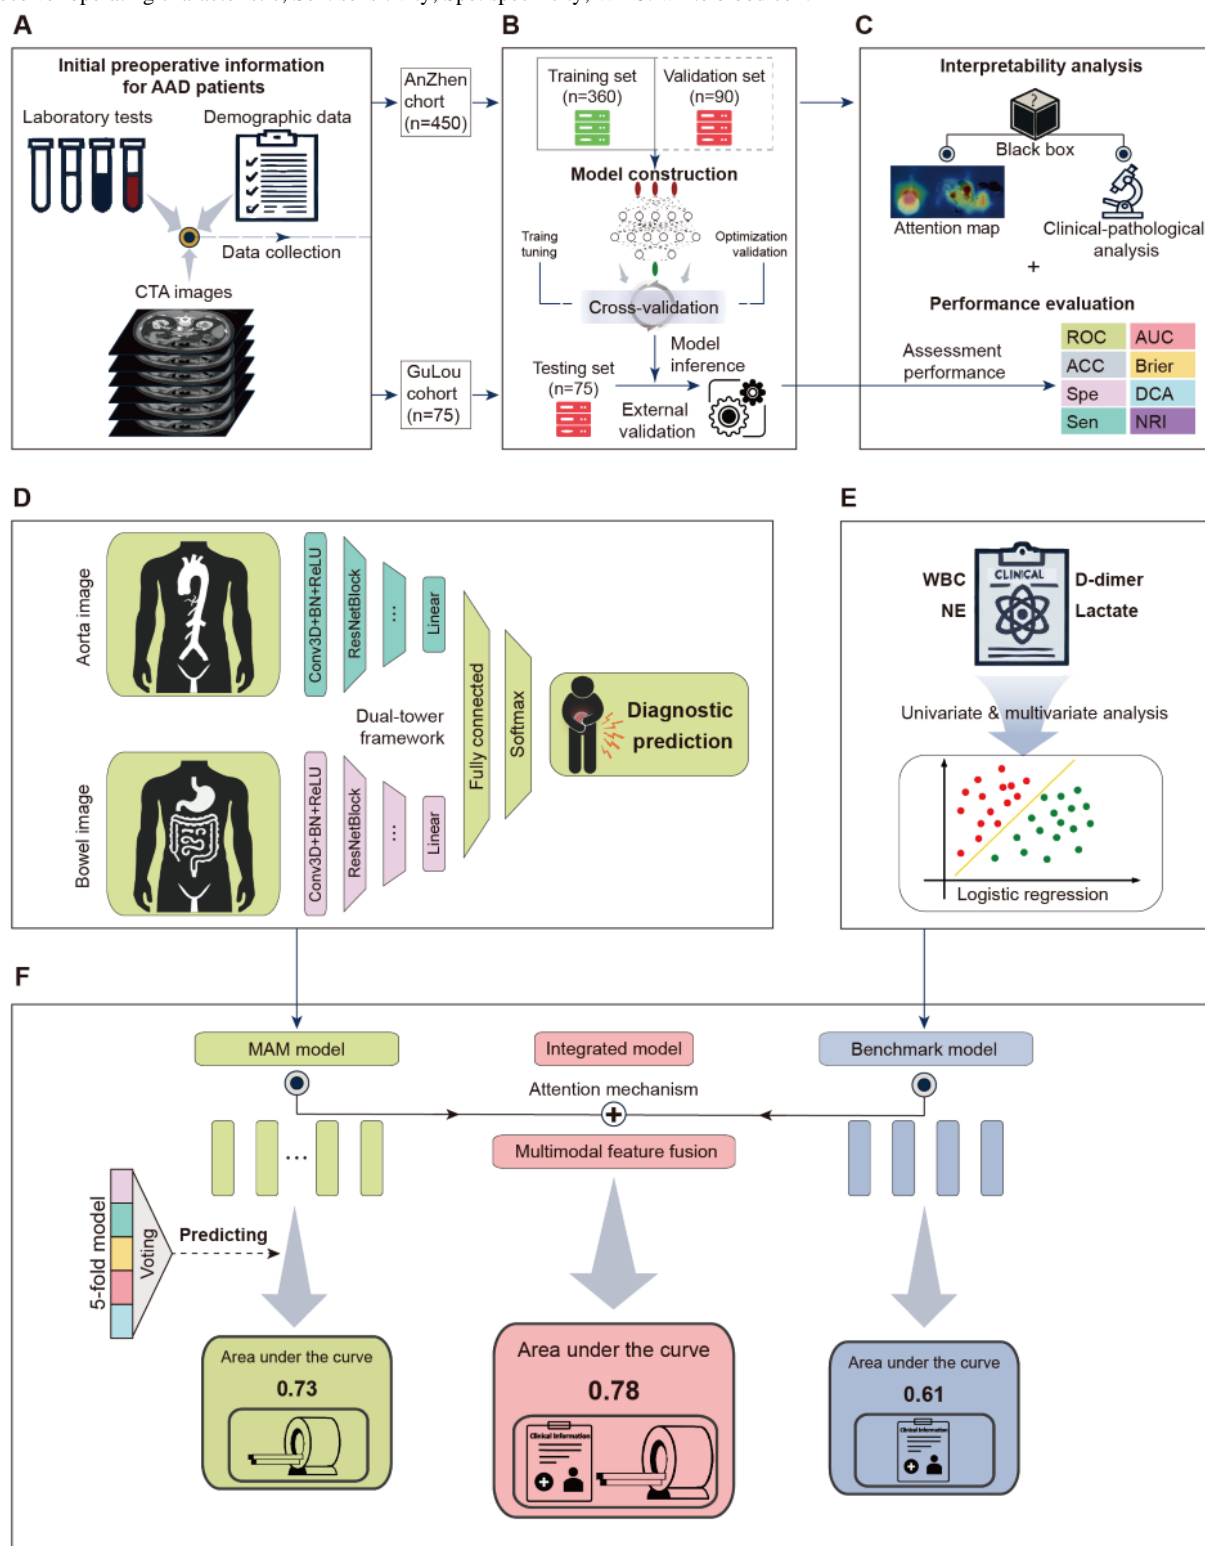 A
Initial preoperative information
for AAD patients
Laboratory tests
Demographic data
Data collection
CTA images
AnZhen
chort
(n=450)
GuLou
cohort
(n=75)
B
Training set
(n=360)
Validation set
(n=90)
Model construction
Traing
tuning
Optimization
validation
Cross-validation
Model
inference
Testing set
(n=75)
External
validation
C
Interpretability analysis
?
Black box
Attention map
Clinical-pathological
analysis
+
Performance evaluation
Assessment
performance
ROC
AUC
ACC
Brier
Spe
DCA
Sen
NRI
D
Aorta image
Conv3D+BN+ReLU
ResNetBlock
...
Linear
Dual-tower
framework
Bowel image
Conv3D+BN+ReLU
ResNetBlock
...
Linear
Fully connected
Softmax
Diagnostic
prediction
E
WBC
NE
CLINICAL
D-dimer
Lactate
Univariate & multivariate analysis
Logistic regression
F
MAM model
Integrated model
Benchmark model
Attention mechanism
Multimodal feature fusion
...
5-fold model
Voting
Predicting
Area under the curve
0.73
Area under the curve
0.78
Clinical Information
Area under the curve
0.61
Clinical Information